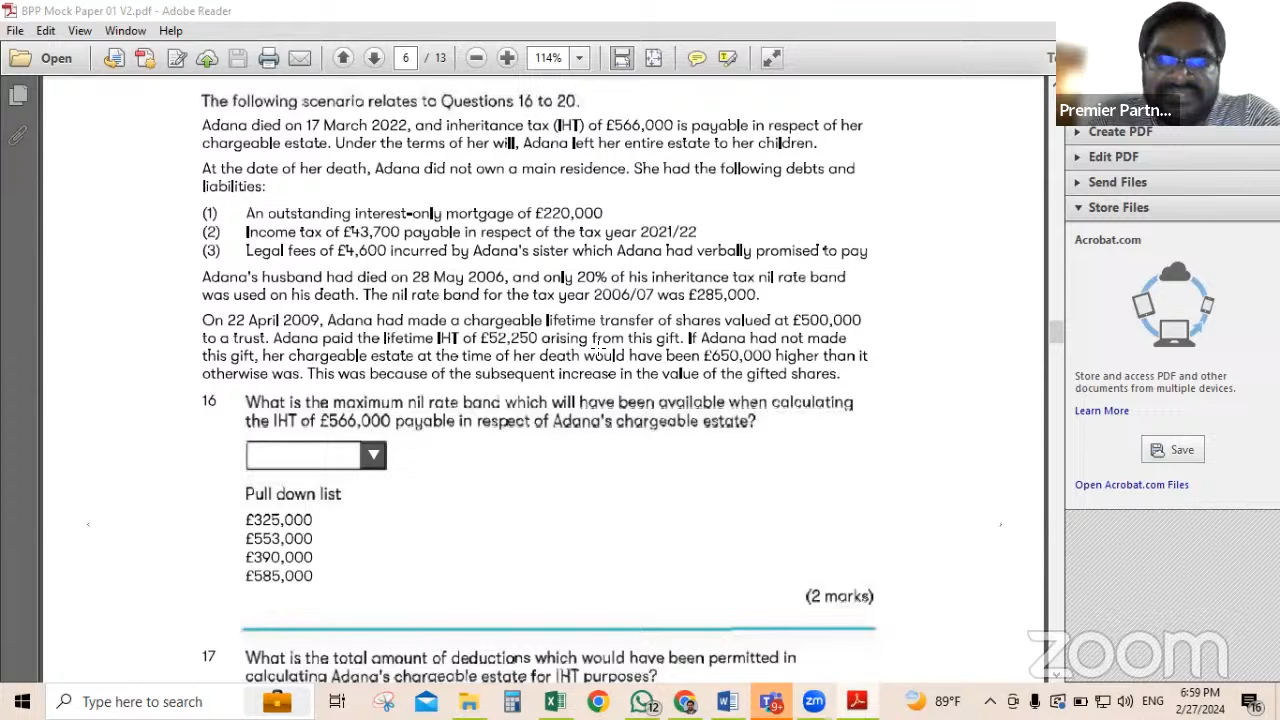 BPP Mock Paper 01 V2.pdf - Adobe Reader
File Edit View Window Help
Open 6 / 13 114%
Premier Partn...
Create PDF
Edit PDF
Send Files
Store Files
Acrobat.com
Store and access PDF and other
documents from multiple devices.
Learn More
Save
Open Acrobat.com Files
The following scenario relates to Questions 16 to 20.
Adana died on 17 March 2022, and inheritance tax (IHT) of £566,000 is payable in respect of her
chargeable estate. Under the terms of her will, Adana left her entire estate to her children.
At the date of her death, Adana did not own a main residence. She had the following debts and
liabilities:
(1) An outstanding interest-only mortgage of £220,000
(2) Income tax of £43,700 payable in respect of the tax year 2021/22
(3) Legal fees of £4,600 incurred by Adana's sister which Adana had verbally promised to pay
Adana's husband had died on 28 May 2006, and only 20% of his inheritance tax nil rate band
was used on his death. The nil rate band for the tax year 2006/07 was £285,000.
On 22 April 2009, Adana had made a chargeable lifetime transfer of shares valued at £500,000
to a trust. Adana paid the lifetime IHT of £52,250 arising from this gift. If Adana had not made
this gift, her chargeable estate at the time of her death would have been £650,000 higher than it
otherwise was. This was because of the subsequent increase in the value of the gifted shares.
16 What is the maximum nil rate band which will have been available when calculating
the IHT of £566,000 payable in respect of Adana's chargeable estate?
Pull down list
£325,000
£553,000
£390,000
£585,000
(2 marks)
17 What is the total amount of deductions which would have been permitted in
calculating Adana's chargeable estate for IHT purposes?
zoom
Type here to search
12
9+
zm
89°F
ENG
6:59 PM
2/27/2024
16